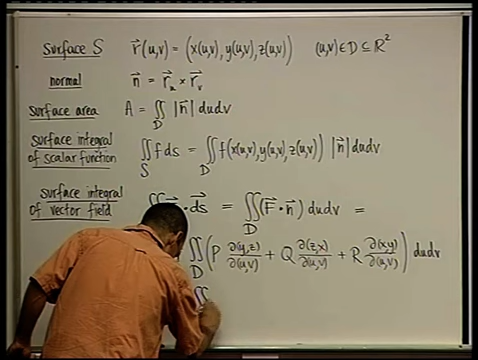 Surface S r⃗(u,v) = (x(u,v), y(u,v), z(u,v)) (u,v) ∈ D ⊆ ℝ²
normal n⃗ = r⃗ᵤ × r⃗ᵥ
surface area A = ∬_D |n⃗| dudv
surface integral of scalar function ∬_S f ds = ∬_D f(x(u,v), y(u,v), z(u,v)) |n⃗| dudv
surface integral of vector field ∬ · d⃗s = ∬_D (F⃗ · n⃗) dudv =
∬_D (P ∂(y,z)/∂(u,v) + Q ∂(z,x)/∂(u,v) + R ∂(x,y)/∂(u,v)) dudv
∬